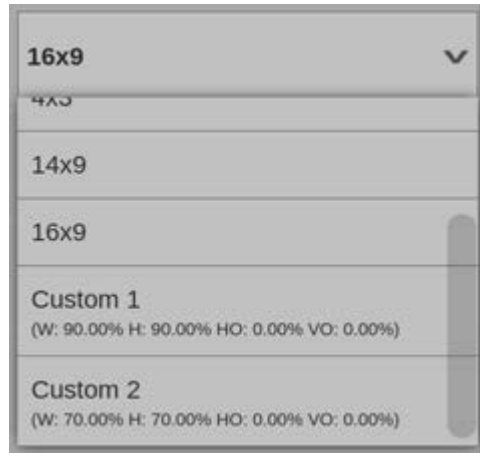 16x9
4x3
14x9
16x9
Custom 1
(W: 90.00% H: 90.00% HO: 0.00% VO: 0.00%)
Custom 2
(W: 70.00% H: 70.00% HO: 0.00% VO: 0.00%)